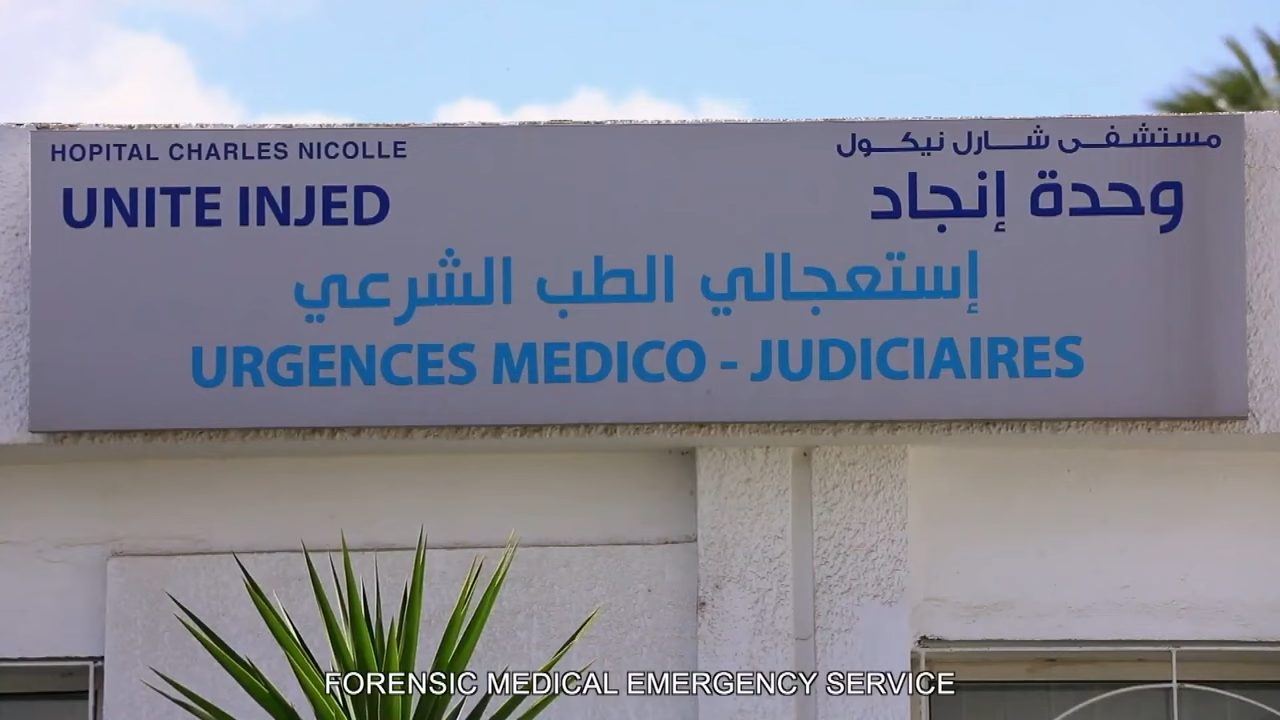 HOPITAL CHARLES NICOLLE
مستشفى شارل نيكول
UNITE INJED
وحدة إنجاد
إستعجالي الطب الشرعي
URGENCES MEDICO - JUDICIAIRES
FORENSIC MEDICAL EMERGENCY SERVICE